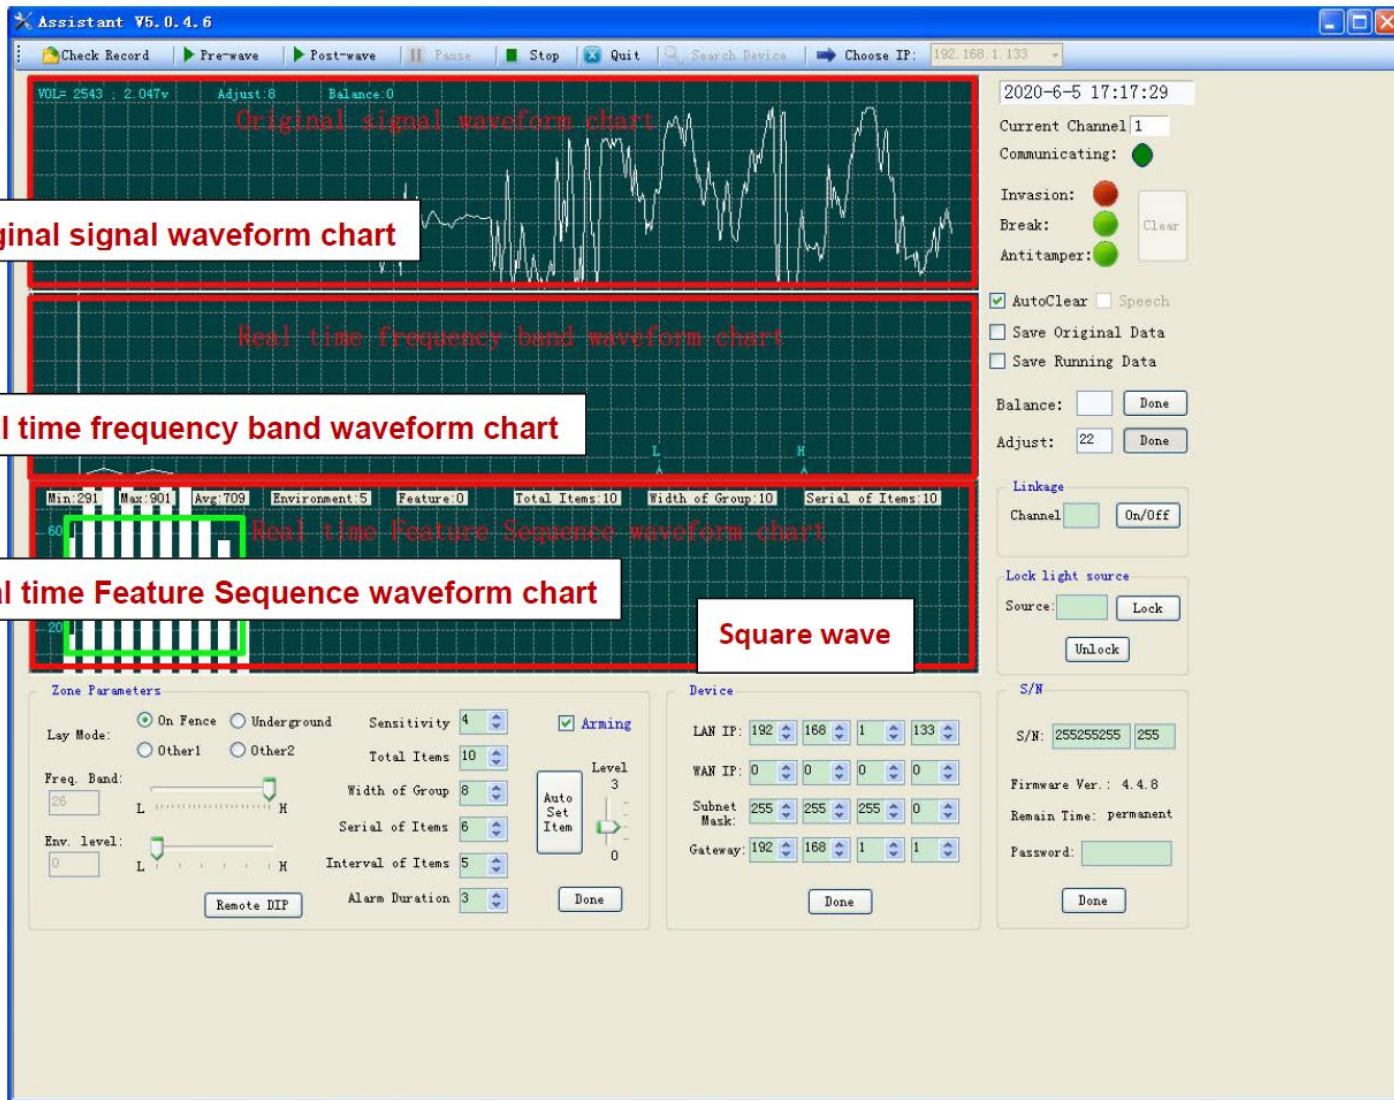 Assistant V5.0.4.6
Check Record Pre-wave Post-wave Pause Stop Quit Search Device Choose IP: 192.168.1.133
VOL= 2543 : 2.047v Adjust:8 Balance:0
Original signal waveform chart
ginal signal waveform chart
Real time frequency band waveform chart
l time frequency band waveform chart
L H
Min:291 Max:901 Avg:709 Environment:5 Feature:0 Total Items:10 Width of Group:10 Serial of Items:10
60
Real time Feature Sequence waveform chart
l time Feature Sequence waveform chart
20
Square wave
2020-6-5 17:17:29
Current Channel 1
Communicating:
Invasion:
Break:
Antitamper:
Clear
AutoClear Speech
Save Original Data
Save Running Data
Balance: Done
Adjust: 22 Done
Linkage
Channel On/Off
Lock light source
Source: Lock
Unlock
Zone Parameters
Lay Mode:
On Fence Underground
Other1 Other2
Freq. Band:
26
L H
Env. level:
0
L H
Remote DIP
Sensitivity 4
Total Items 10
Width of Group 8
Serial of Items 6
Interval of Items 5
Alarm Duration 3
Arming
Auto
Set
Item
Level
3
0
Done
Device
LAN IP: 192 168 1 133
WAN IP: 0 0 0 0
Subnet
Mask: 255 255 255 0
Gateway: 192 168 1 1
Done
S/N
S/N: 255255255 255
Firmware Ver.: 4.4.8
Remain Time: permanent
Password:
Done